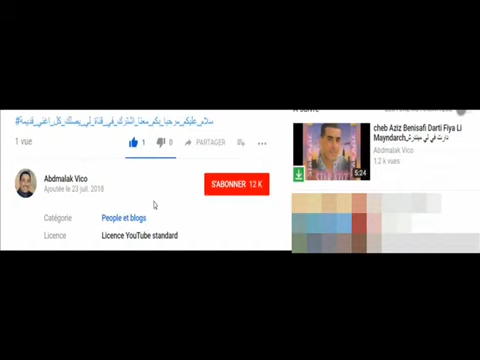 #سلام_عليكم_مرحبا_بكم_معنا_اشترك_في_قناة_لي_يصلك_كل_اغني_قديمة
1 vue
1 0 PARTAGER
Abdmalak Vico
Ajoutée le 23 juil. 2018
S'ABONNER 12 K
Catégorie People et blogs
Licence Licence YouTube standard
cheb Aziz Benisafi Darti Fiya Li
Mayndarch
Abdmalak Vico
1.2 k vues
5:24